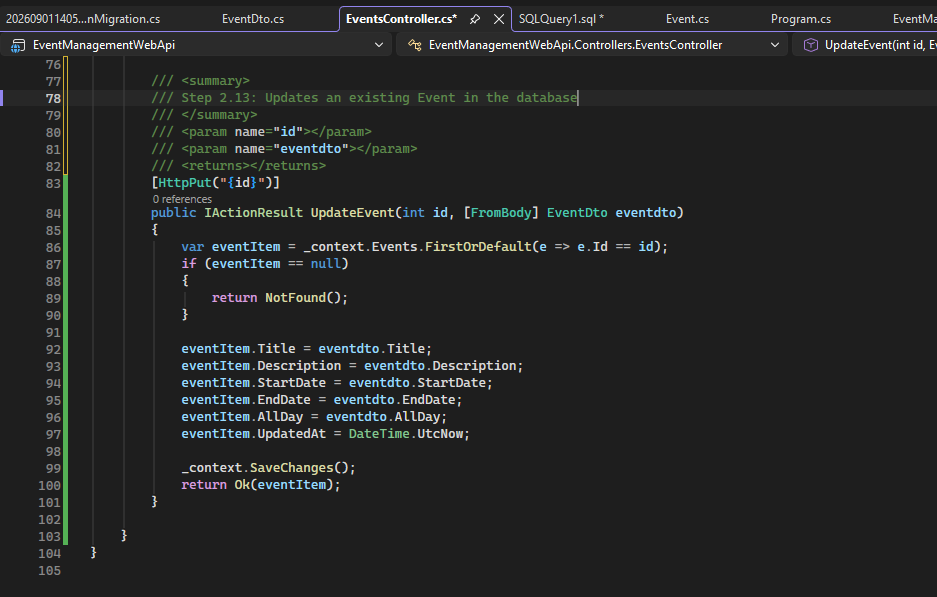 202609011405...nMigration.cs EventDto.cs EventsController.cs* SQLQuery1.sql * Event.cs Program.cs EventMa
EventManagementWebApi EventManagementWebApi.Controllers.EventsController UpdateEvent(int id, Ev
76
77 /// <summary>
78 /// Step 2.13: Updates an existing Event in the database
79 /// </summary>
80 /// <param name="id"></param>
81 /// <param name="eventdto"></param>
82 /// <returns></returns>
83 [HttpPut("{id}")]
0 references
84 public IActionResult UpdateEvent(int id, [FromBody] EventDto eventdto)
85 {
86 var eventItem = _context.Events.FirstOrDefault(e => e.Id == id);
87 if (eventItem == null)
88 {
89 return NotFound();
90 }
91
92 eventItem.Title = eventdto.Title;
93 eventItem.Description = eventdto.Description;
94 eventItem.StartDate = eventdto.StartDate;
95 eventItem.EndDate = eventdto.EndDate;
96 eventItem.AllDay = eventdto.AllDay;
97 eventItem.UpdatedAt = DateTime.UtcNow;
98
99 _context.SaveChanges();
100 return Ok(eventItem);
101 }
102
103 }
104 }
105